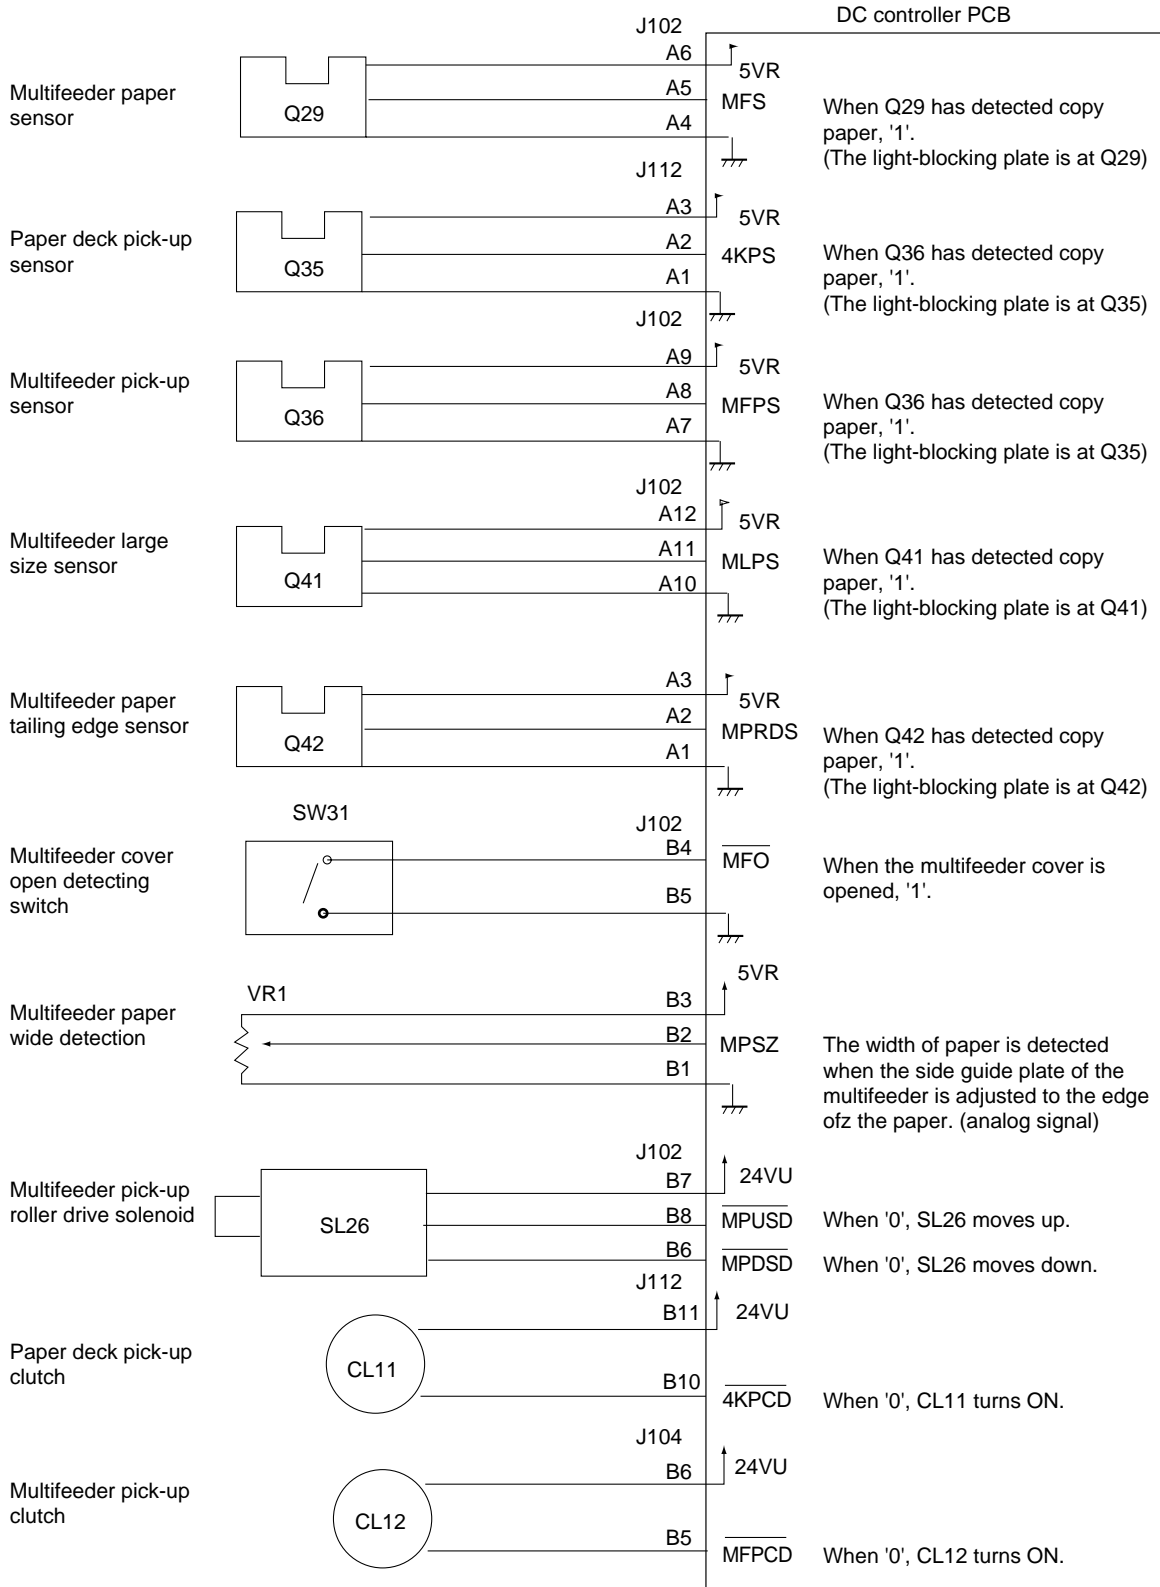 DC controller PCB
J102
Multifeeder paper
sensor
Q29
A6
A5
A4
5VR
MFS
When Q29 has detected copy
paper, '1'.
(The light-blocking plate is at Q29)
J112
Paper deck pick-up
sensor
Q35
A3
A2
A1
5VR
4KPS
When Q36 has detected copy
paper, '1'.
(The light-blocking plate is at Q35)
J102
Multifeeder pick-up
sensor
Q36
A9
A8
A7
5VR
MFPS
When Q36 has detected copy
paper, '1'.
(The light-blocking plate is at Q35)
J102
Multifeeder large
size sensor
Q41
A12
A11
A10
5VR
MLPS
When Q41 has detected copy
paper, '1'.
(The light-blocking plate is at Q41)
Multifeeder paper
tailing edge sensor
Q42
A3
A2
A1
5VR
MPRDS
When Q42 has detected copy
paper, '1'.
(The light-blocking plate is at Q42)
SW31
J102
Multifeeder cover
open detecting
switch
B4
B5
MFO
When the multifeeder cover is
opened, '1'.
VR1
Multifeeder paper
wide detection
B3
B2
B1
5VR
MPSZ
The width of paper is detected
when the side guide plate of the
multifeeder is adjusted to the edge
ofz the paper. (analog signal)
J102
Multifeeder pick-up
roller drive solenoid
SL26
B7
B8
B6
24VU
MPUSD
When '0', SL26 moves up.
MPDSD
When '0', SL26 moves down.
J112
Paper deck pick-up
clutch
CL11
B11
B10
24VU
4KPCD
When '0', CL11 turns ON.
J104
Multifeeder pick-up
clutch
CL12
B6
B5
24VU
MFPCD
When '0', CL12 turns ON.